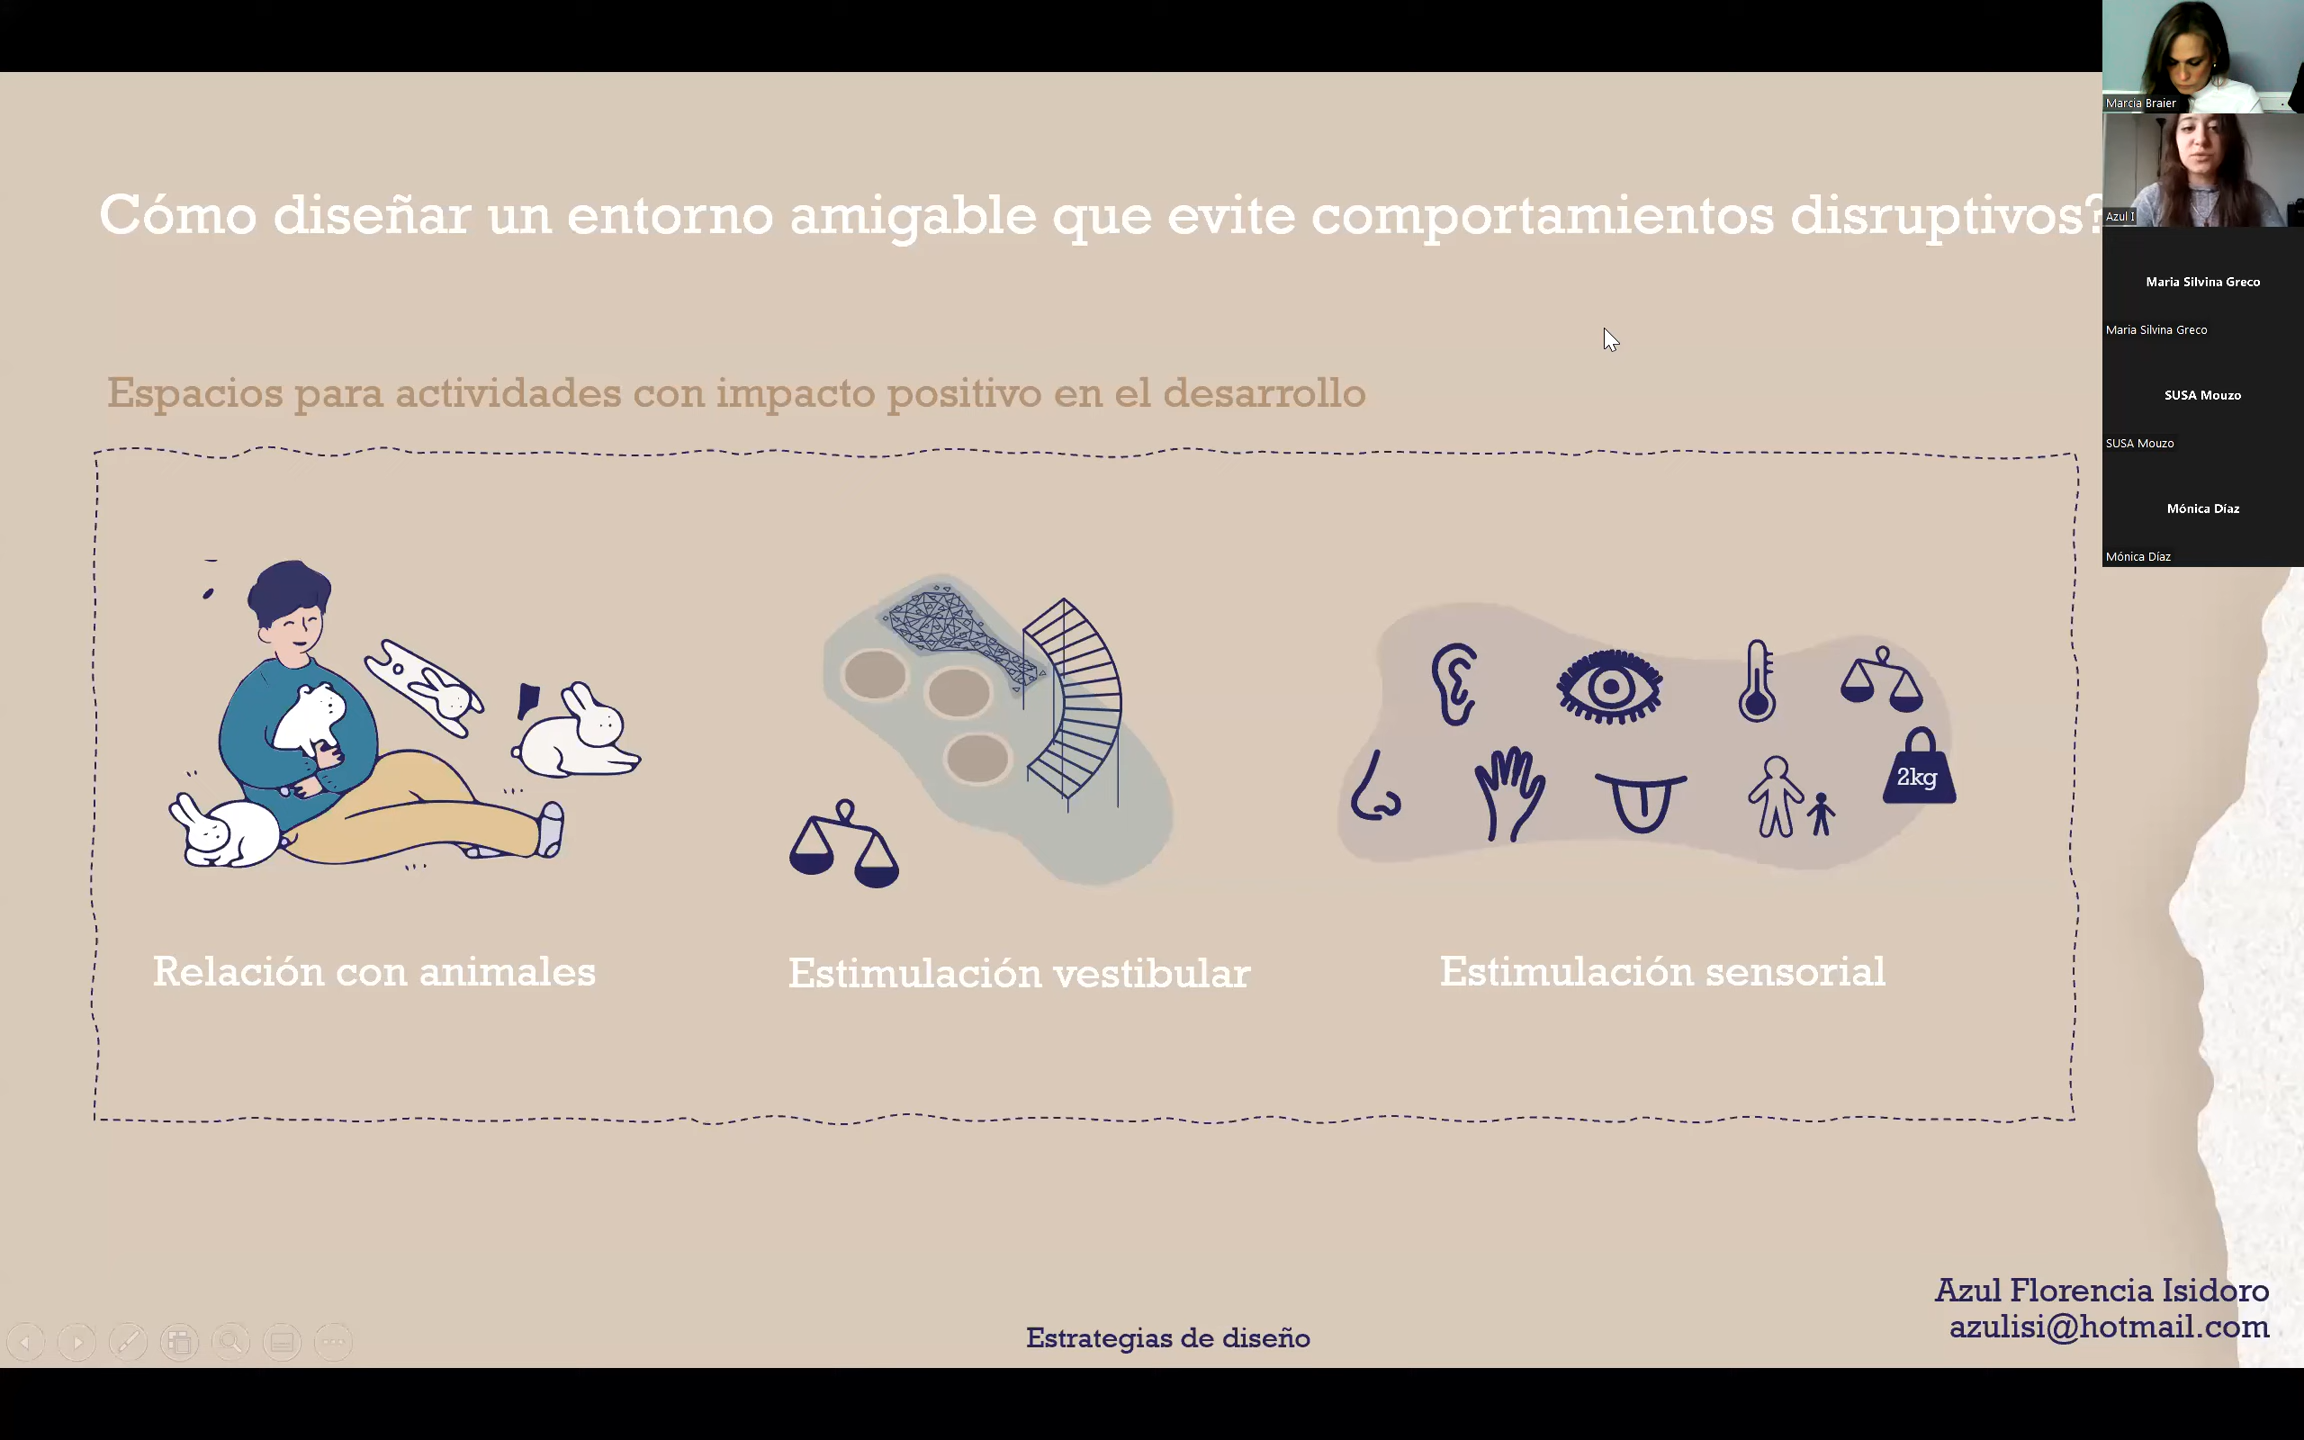 Cómo diseñar un entorno amigable que evite comportamientos disruptivos?
Espacios para actividades con impacto positivo en el desarrollo
2kg
Relación con animales
Estimulación vestibular
Estimulación sensorial
Estrategias de diseño
Azul Florencia Isidoro
azulisi@hotmail.com
Marcia Braier
Azul I
Maria Silvina Greco
Maria Silvina Greco
SUSA Mouzo
SUSA Mouzo
Mónica Díaz
Mónica Díaz